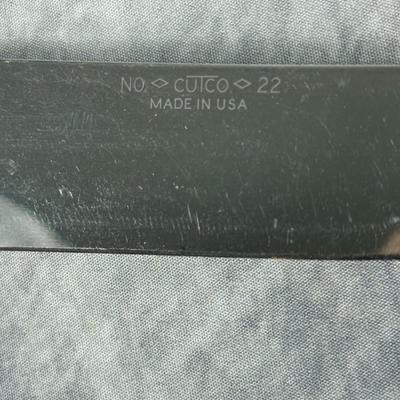 NO. ◇ CUTCO ◇ 22
MADE IN USA